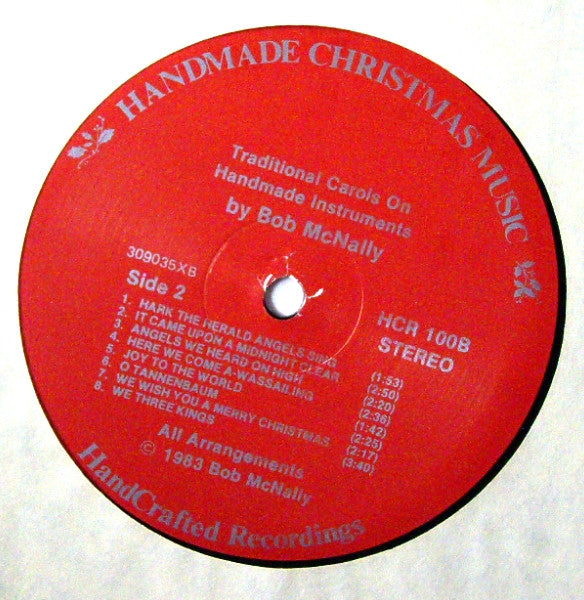 HANDMADE CHRISTMAS MUSIC
Traditional Carols On
Handmade Instruments
by Bob McNally
309035XB
Side 2
HCR 100B
STEREO
1. HARK THE HERALD ANGELS SING (1:53)
2. IT CAME UPON A MIDNIGHT CLEAR (2:50)
3. ANGELS WE HEARD ON HIGH (2:20)
4. HERE WE COME A-WASSAILING (2:36)
5. JOY TO THE WORLD (1:42)
6. O TANNENBAUM (2:25)
7. WE WISH YOU A MERRY CHRISTMAS (2:17)
8. WE THREE KINGS (3:40)
All Arrangements
© 1983 Bob McNally
HandCrafted Recordings